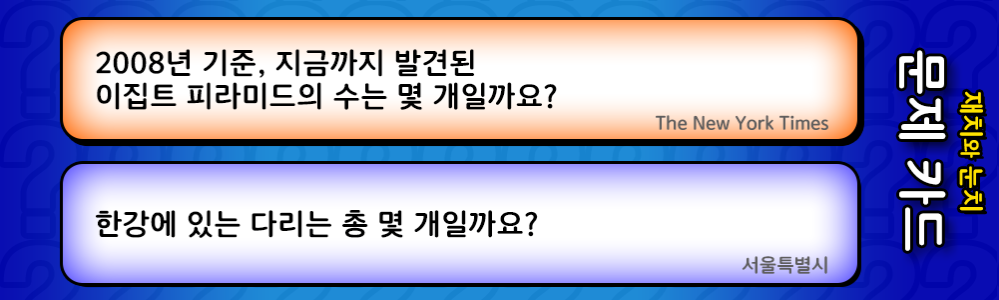 2008년 기준, 지금까지 발견된
이집트 피라미드의 수는 몇 개일까요?
The New York Times
한강에 있는 다리는 총 몇 개일까요?
서울특별시
재치와 눈치
문제 카드